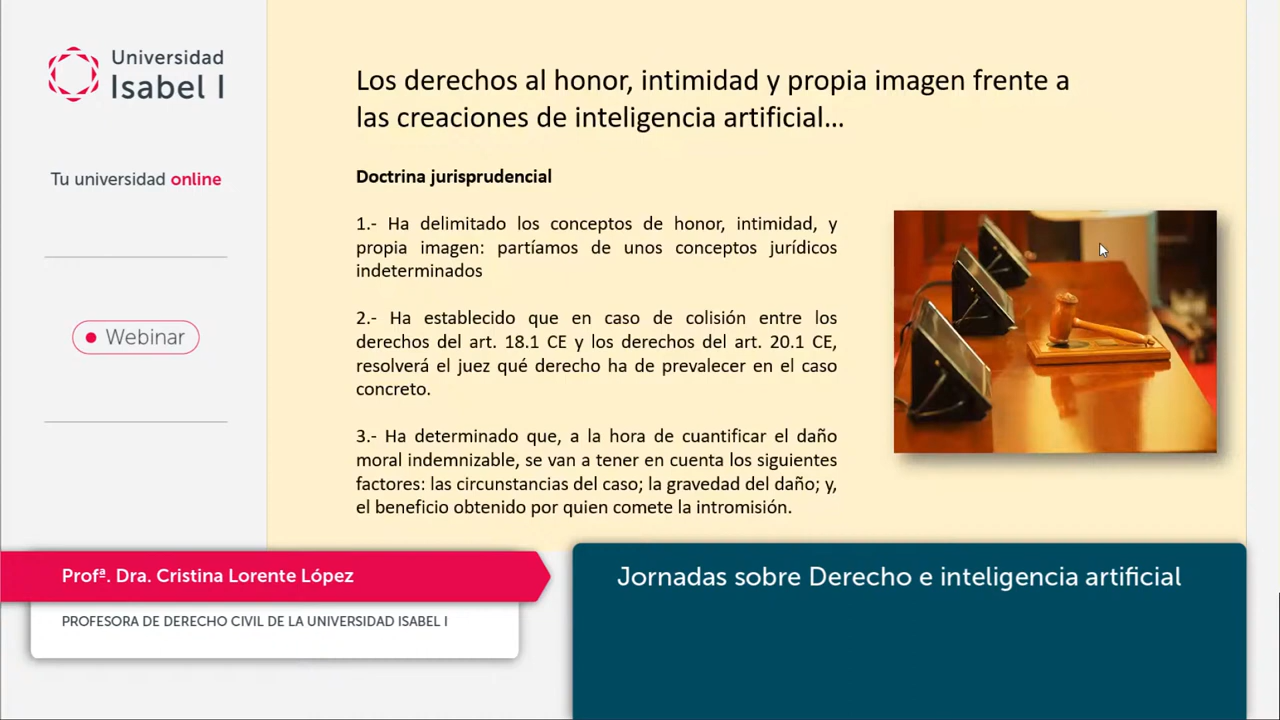 Universidad
Isabel I
Tu universidad online
Webinar
Los derechos al honor, intimidad y propia imagen frente a
las creaciones de inteligencia artificial...
Doctrina jurisprudencial
1.- Ha delimitado los conceptos de honor, intimidad, y
propia imagen: partíamos de unos conceptos jurídicos
indeterminados
2.- Ha establecido que en caso de colisión entre los
derechos del art. 18.1 CE y los derechos del art. 20.1 CE,
resolverá el juez qué derecho ha de prevalecer en el caso
concreto.
3.- Ha determinado que, a la hora de cuantificar el daño
moral indemnizable, se van a tener en cuenta los siguientes
factores: las circunstancias del caso; la gravedad del daño; y,
el beneficio obtenido por quien comete la intromisión.
Profª. Dra. Cristina Lorente López
PROFESORA DE DERECHO CIVIL DE LA UNIVERSIDAD ISABEL I
Jornadas sobre Derecho e inteligencia artificial